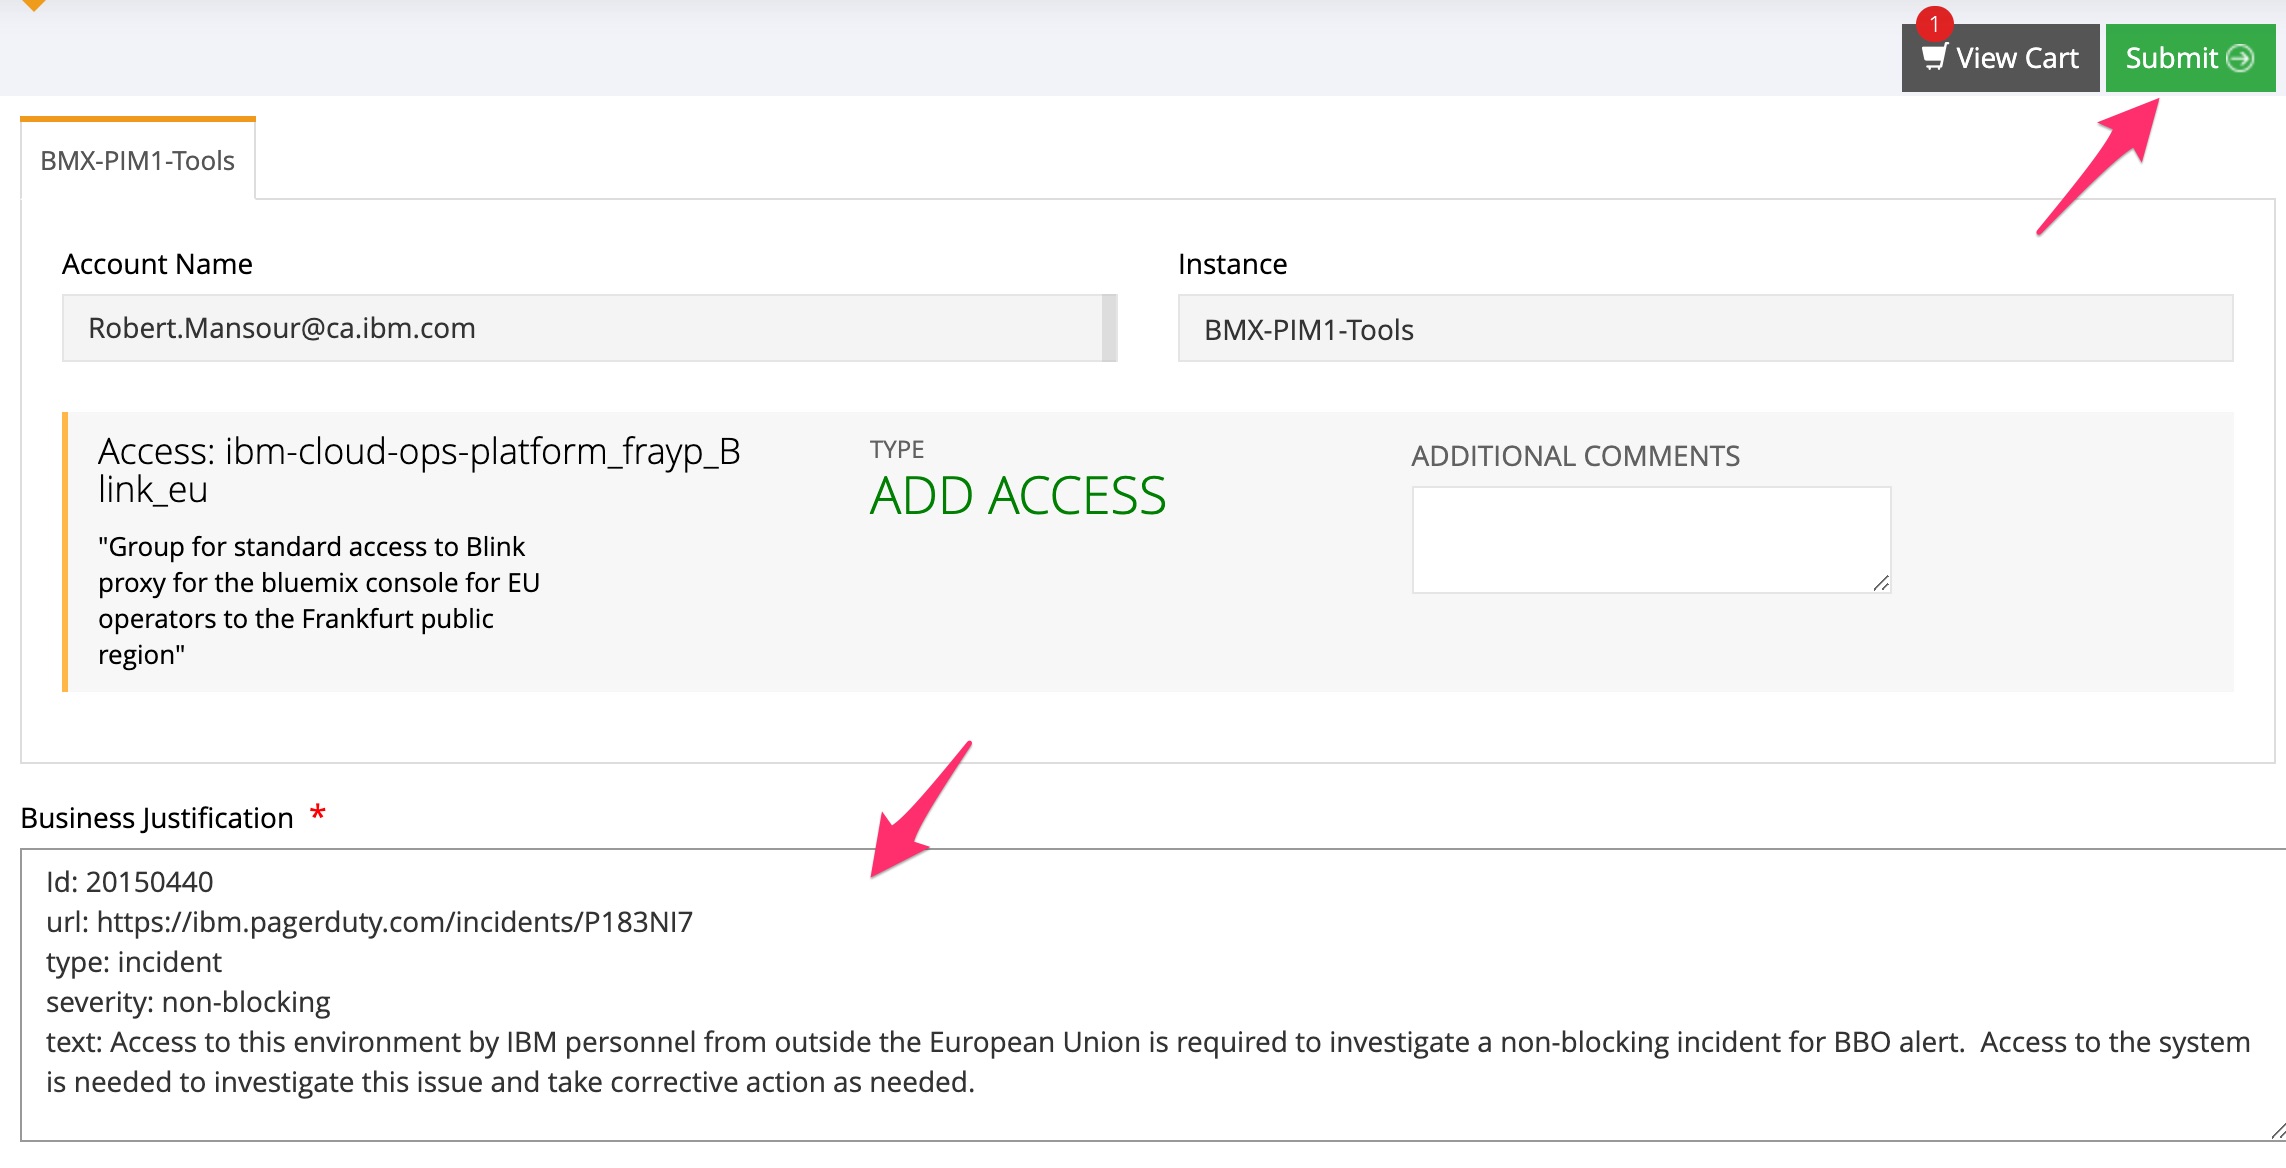 1
View Cart
Submit
BMX-PIM1-Tools
Account Name
Instance
Robert.Mansour@ca.ibm.com
BMX-PIM1-Tools
Access: ibm-cloud-ops-platform_frayp_B
link_eu
TYPE
ADD ACCESS
ADDITIONAL COMMENTS
"Group for standard access to Blink
proxy for the bluemix console for EU
operators to the Frankfurt public
region"
Business Justification *
Id: 20150440
url: https://ibm.pagerduty.com/incidents/P183NI7
type: incident
severity: non-blocking
text: Access to this environment by IBM personnel from outside the European Union is required to investigate a non-blocking incident for BBO alert.  Access to the system
is needed to investigate this issue and take corrective action as needed.